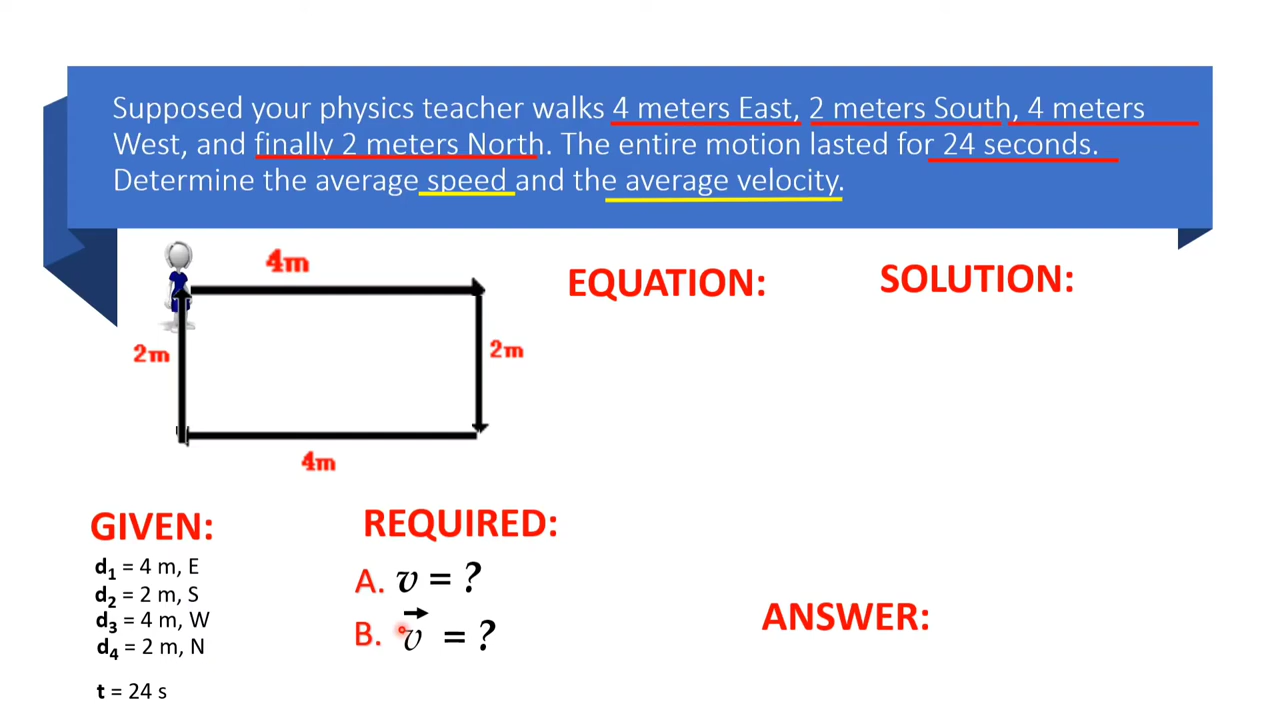 Supposed your physics teacher walks 4 meters East, 2 meters South, 4 meters
West, and finally 2 meters North. The entire motion lasted for 24 seconds.
Determine the average speed and the average velocity.
4m
2m
2m
4m
EQUATION:
SOLUTION:
GIVEN:
d₁ = 4 m, E
d₂ = 2 m, S
d₃ = 4 m, W
d₄ = 2 m, N
t = 24 s
REQUIRED:
A. v = ?
B. v⃗ = ?
ANSWER: